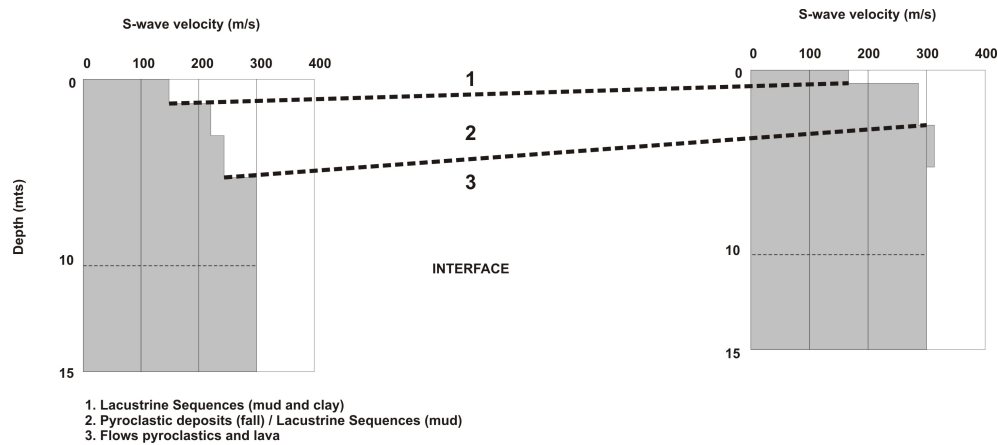 S-wave velocity (m/s)
0 100 200 300 400
0
10
15
Depth (mts)
1
2
3
INTERFACE
S-wave velocity (m/s)
0 100 200 300 400
0
10
15
1. Lacustrine Sequences (mud and clay)
2. Pyroclastic deposits (fall) / Lacustrine Sequences (mud)
3. Flows pyroclastics and lava